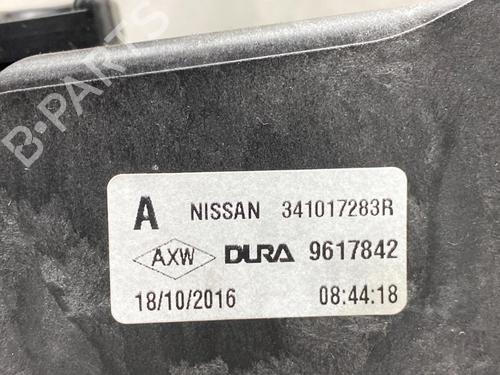 B-PARTS
A NISSAN 341017283R
AXW DURA 9617842
18/10/2016 08:44:18